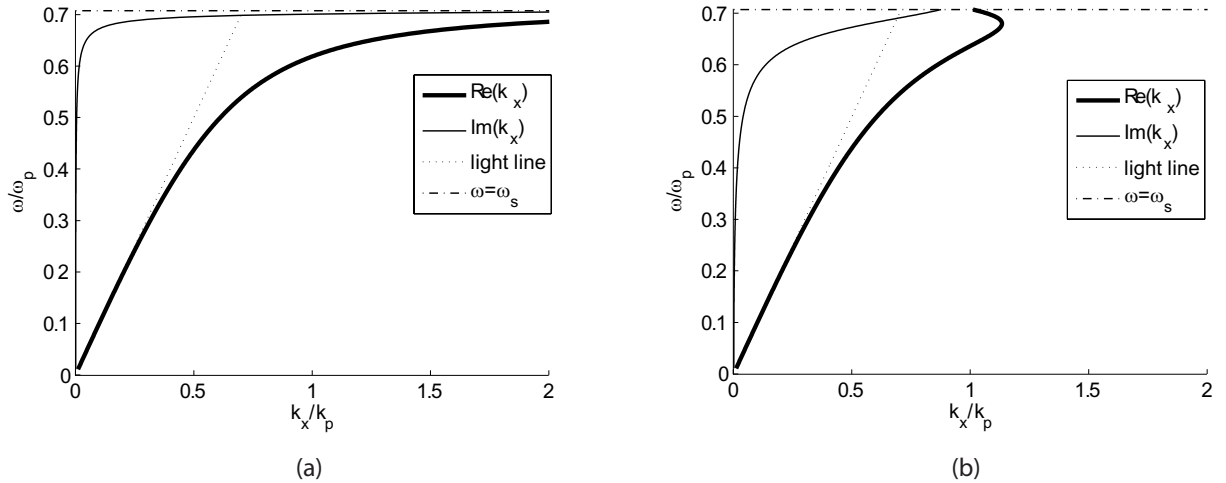 0.7
0.6
0.5
0.4
0.3
0.2
0.1
0
ω/ω_p
Re(k_x)
Im(k_x)
light line
ω=ω_s
0 0.5 1 1.5 2
k_x/k_p
(a)
0.7
0.6
0.5
0.4
0.3
0.2
0.1
0
ω/ω_p
Re(k_x)
Im(k_x)
light line
ω=ω_s
0 0.5 1 1.5 2
k_x/k_p
(b)